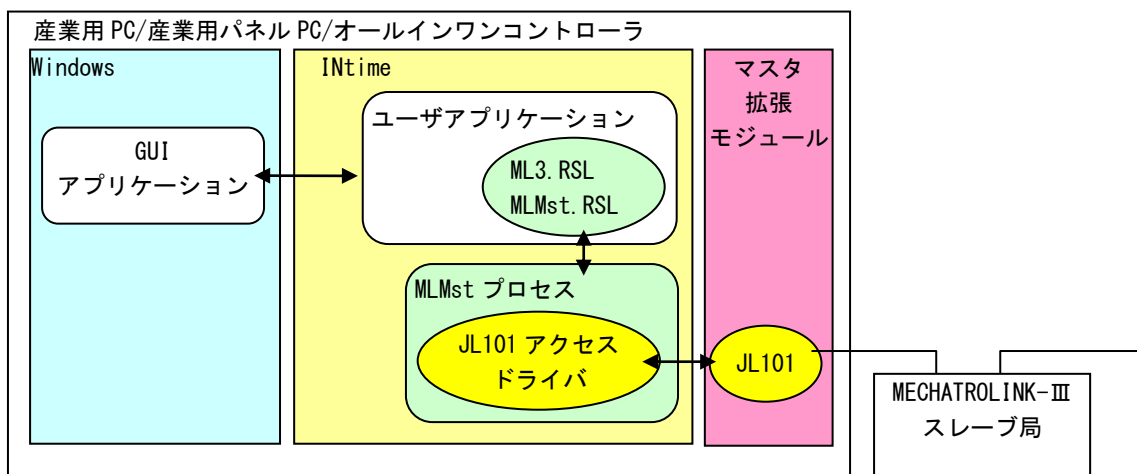 産業用 PC/産業用パネル PC/オールインワンコントローラ
Windows
INtime
マスタ
拡張
モジュール
GUI
アプリケーション
ユーザアプリケーション
ML3.RSL
MLMst.RSL
MLMst プロセス
JL101 アクセス
ドライバ
JL101
MECHATROLINK-Ⅲ
スレーブ局